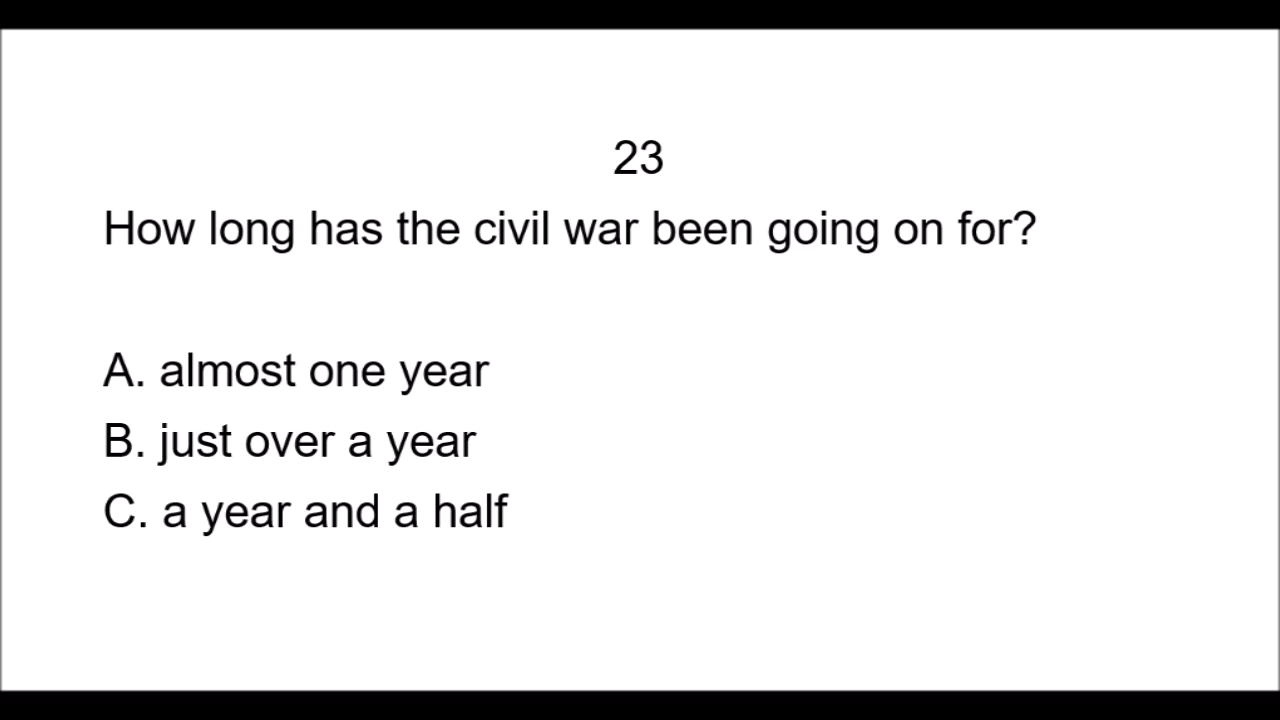 23
How long has the civil war been going on for?
A. almost one year
B. just over a year
C. a year and a half